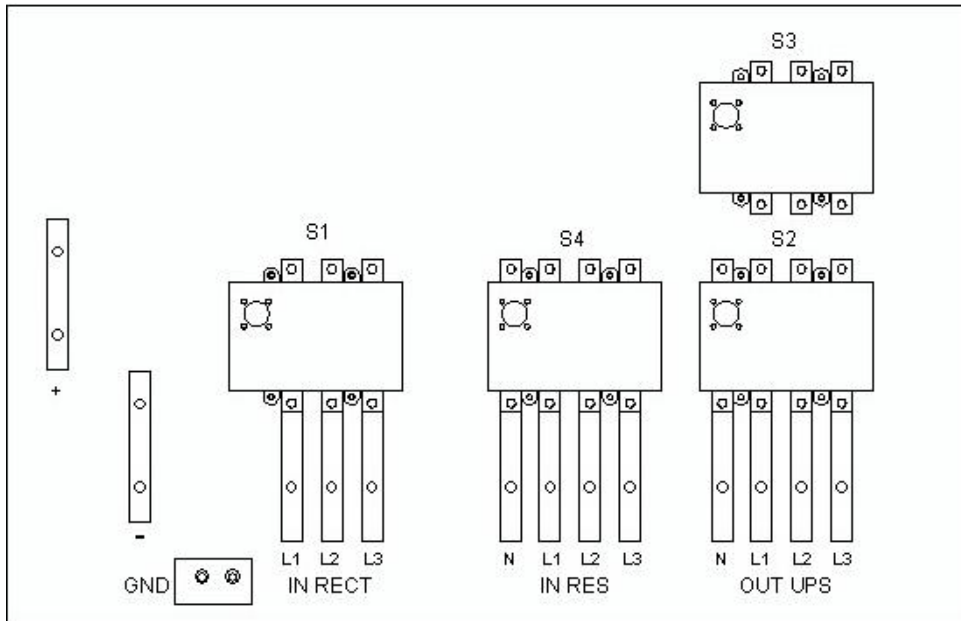 S3
S1
S4
S2
+
-
L1 L2 L3
N L1 L2 L3
N L1 L2 L3
GND
IN RECT
IN RES
OUT UPS